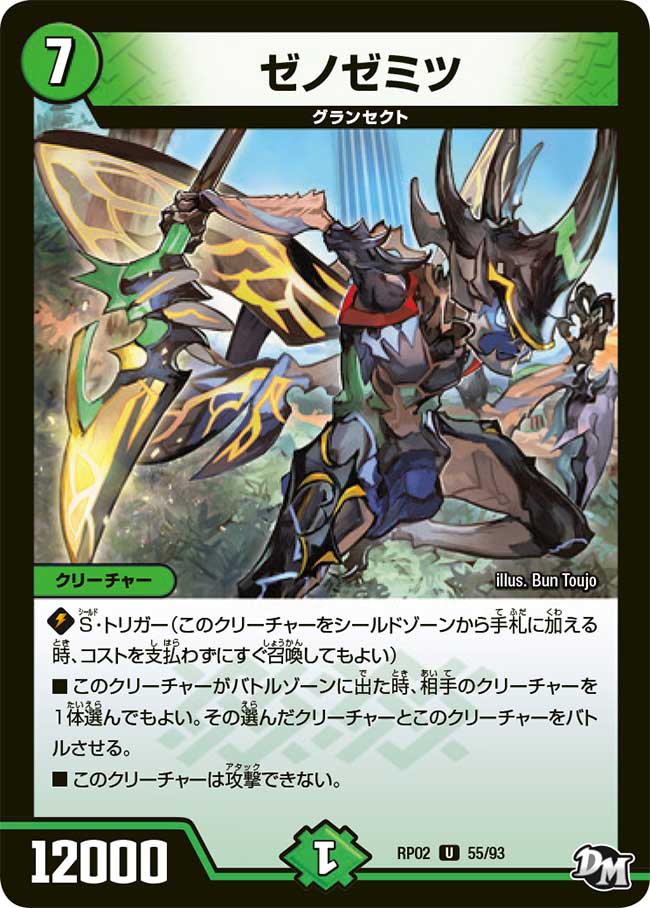 7
ゼノゼミツ
グランセクト
クリーチャー
illus. Bun Toujo
S・トリガー(このクリーチャーをシールドゾーンから手札に加える
時、コストを支払わずにすぐ召喚してもよい)
■ このクリーチャーがバトルゾーンに出た時、相手のクリーチャーを
1体選んでもよい。その選んだクリーチャーとこのクリーチャーをバト
ルさせる。
■ このクリーチャーは攻撃できない。
12000
1
RP02 U 55/93
DM